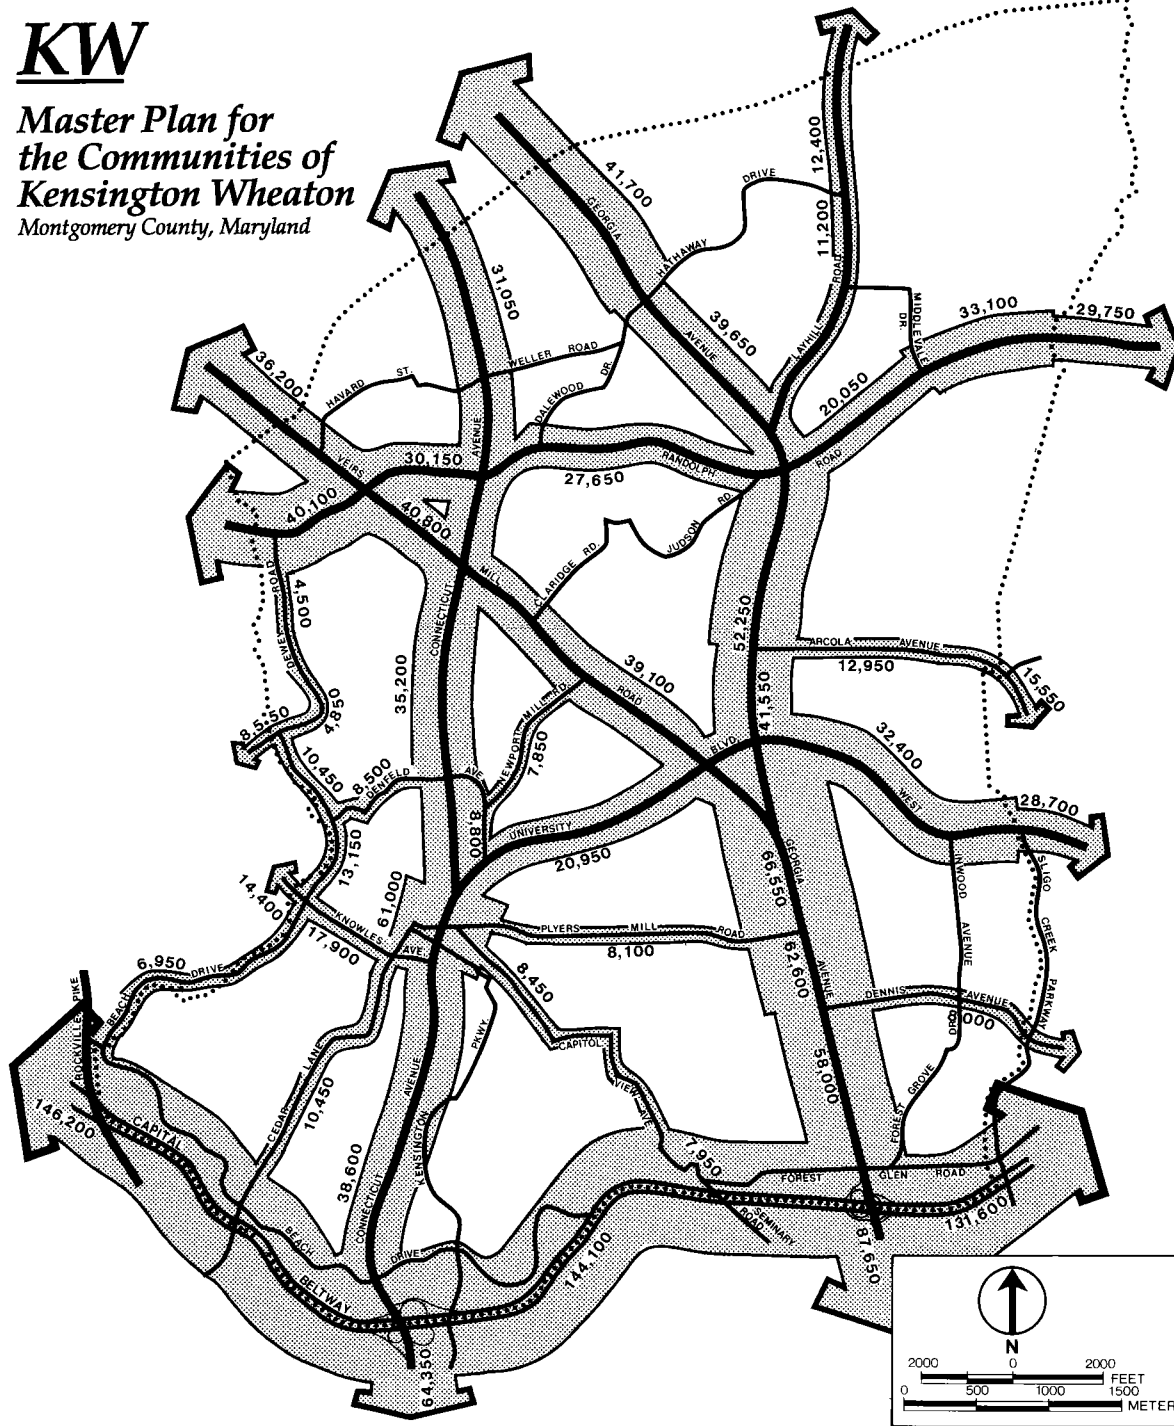 KW
Master Plan for
the Communities of
Kensington Wheaton
Montgomery County, Maryland
12,400
41,700
DRIVE
GEORGIA
11,200
HATHAWAY
ROAD
31,050
MIDDLEVALE
DR.
33,100
29,750
39,650
AVENUE
LAYHILL
36,200
WELLER ROAD
HAVARD ST.
DALEWOOD DR.
20,050
AVENUE
30,150
VEIRS
RANDOLPH
ROAD
27,650
40,100
40,800
JUDSON RD.
MILL
CLARIDGE RD.
ROAD
4,500
DEWEY
CONNECTICUT
52,250
ARCOLA AVENUE
12,950
15,550
39,100
ROAD
35,200
4,850
8,550
NEWPORT MILL RD.
41,550
BLVD.
32,400
10,450
8,500
DENFELD AVE.
7,850
WEST
28,700
8,800
UNIVERSITY
20,950
13,150
66,550
GEORGIA
INWOOD AVENUE
SLIGO CREEK PARKWAY
14,400
61,000
KNOWLES AVE.
17,900
PLYERS MILL ROAD
8,100
62,600
AVENUE
6,950
DRIVE
BEACH
ROCKVILLE PIKE
8,450
DENNIS AVENUE
9,000
DR.
PKWY.
CAPITOL
VIEW AVE.
58,000
CEDAR LANE
10,450
AVENUE
KENSINGTON
FOREST GROVE
146,200
CAPITAL
38,600
CONNECTICUT
7,950
FOREST GLEN ROAD
SEMINARY
ROAD
131,600
BEACH DRIVE
BELTWAY
144,100
87,650
64,350
N
2000 0 2000
FEET
0 500 1000 1500
METER